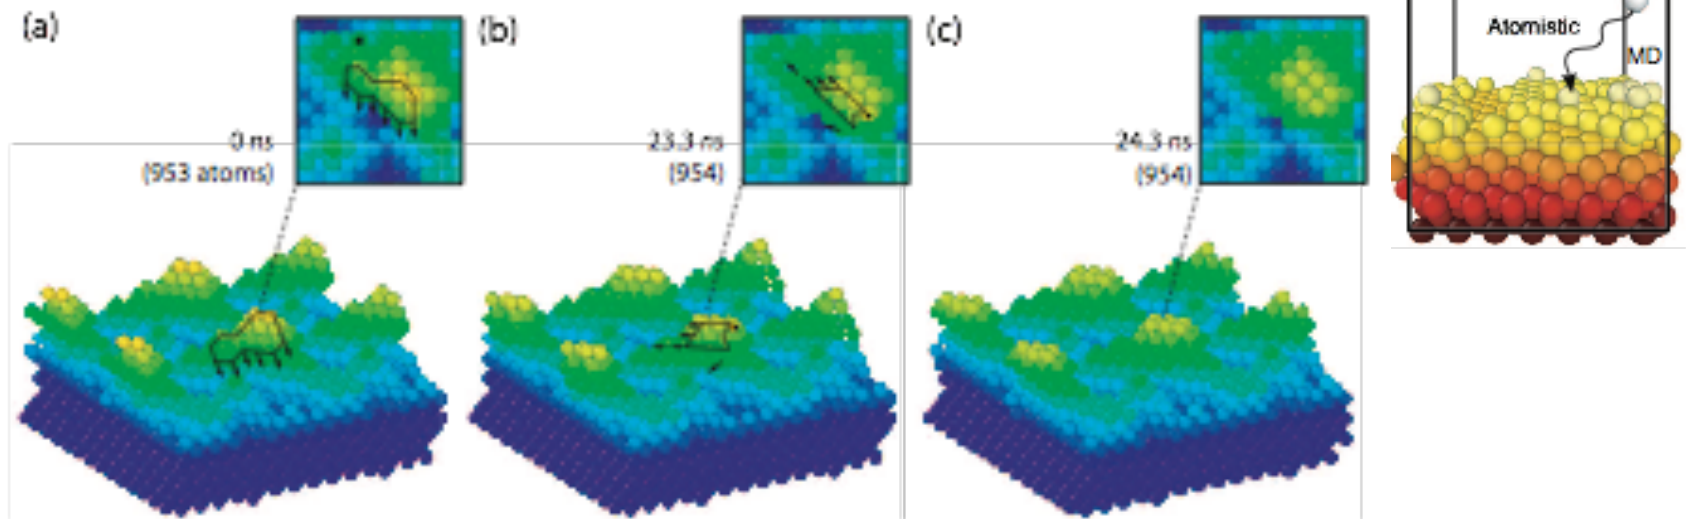 (a)
0 ns
(953 atoms)
(b)
23.3 ns
(954)
(c)
24.3 ns
(954)
Atomistic
MD